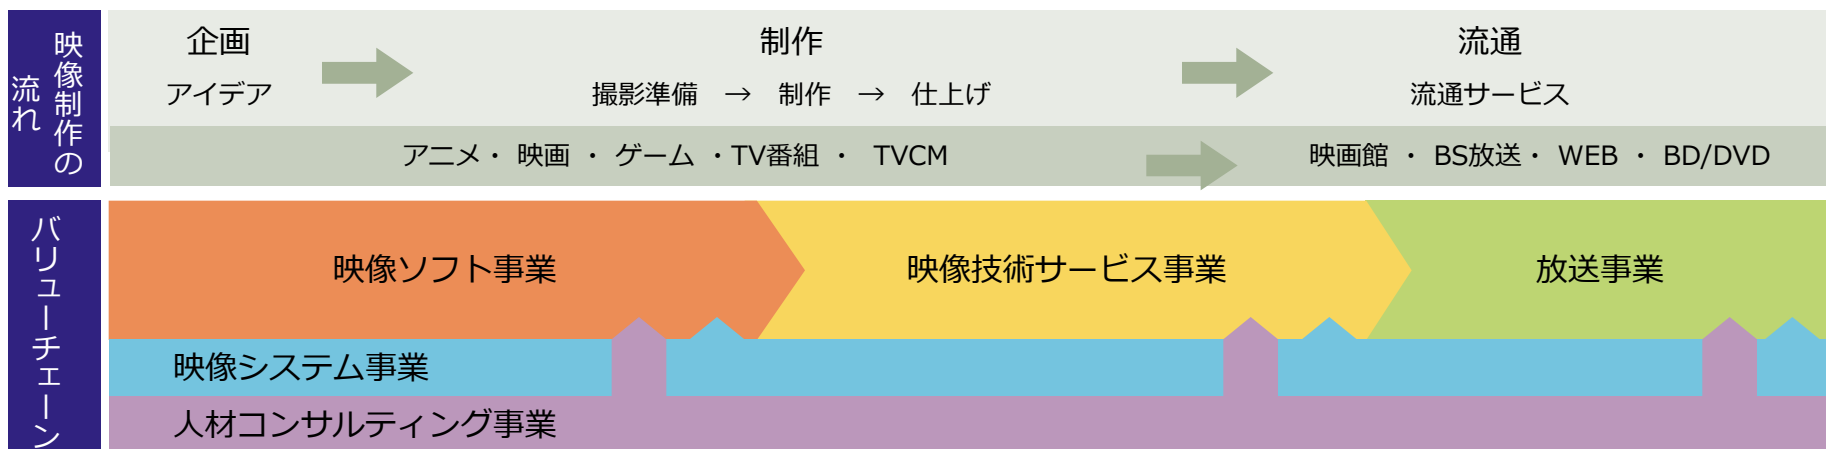 映像制作の
流れ
企画
制作
流通
アイデア
撮影準備 → 制作 → 仕上げ
流通サービス
アニメ・ 映画 ・ ゲーム ・TV番組・ TVCM
映画館 ・ BS放送・ WEB ・ BD/DVD
バリューチェーン
映像ソフト事業
映像技術サービス事業
放送事業
映像システム事業
人材コンサルティング事業